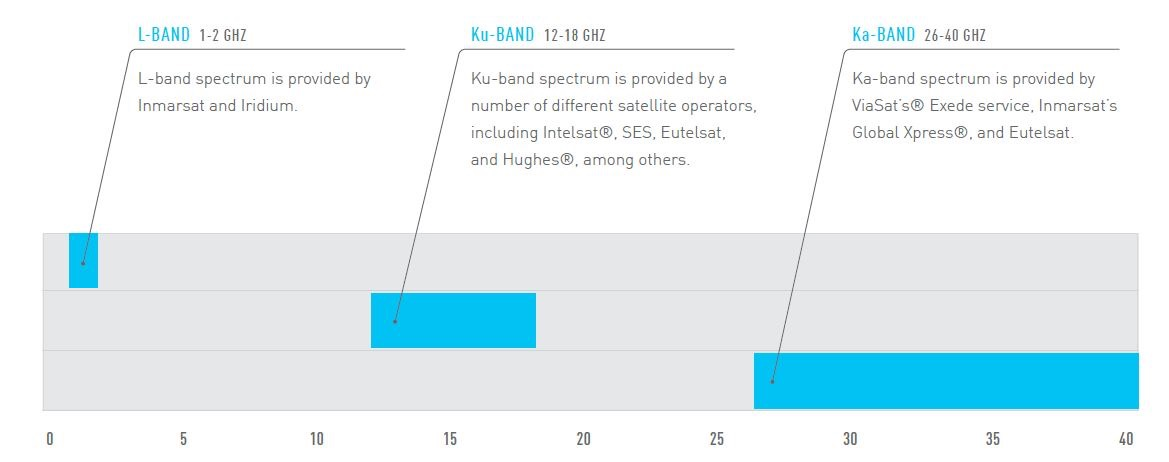 L-BAND 1-2 GHZ
L-band spectrum is provided by
Inmarsat and Iridium.
Ku-BAND 12-18 GHZ
Ku-band spectrum is provided by a
number of different satellite operators,
including Intelsat®, SES, Eutelsat,
and Hughes®, among others.
Ka-BAND 26-40 GHZ
Ka-band spectrum is provided by
ViaSat's® Exede service, Inmarsat's
Global Xpress®, and Eutelsat.
0 5 10 15 20 25 30 35 40